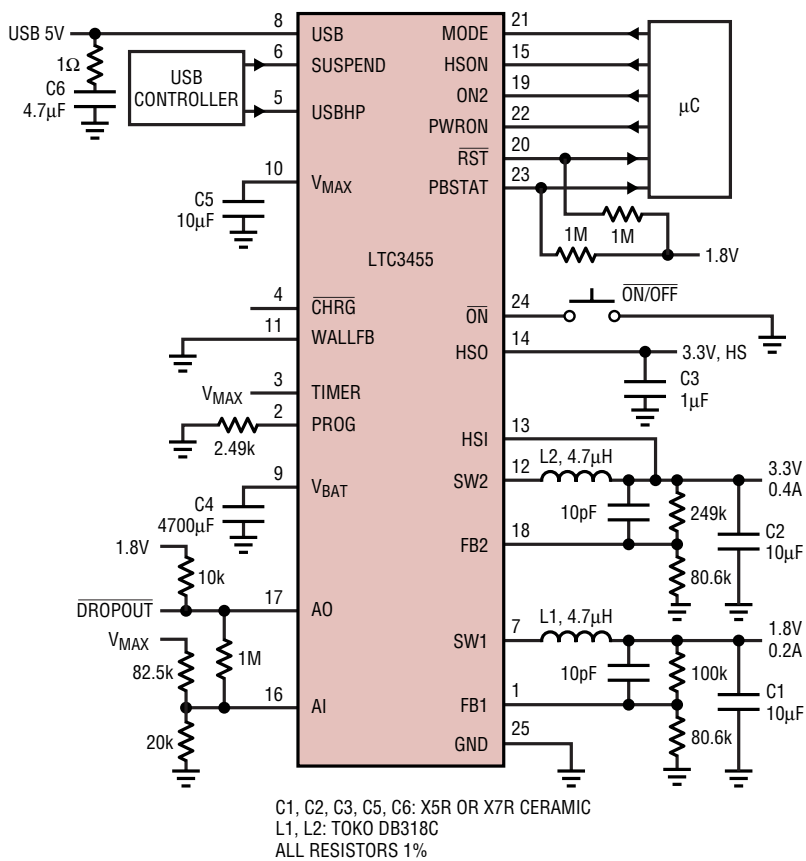 USB 5V
1Ω
C6
4.7µF
USB
CONTROLLER
8
USB
6
SUSPEND
5
USBHP
10
VMAX
C5
10µF
4
CHRG
11
WALLFB
VMAX
3
TIMER
2
PROG
2.49k
9
VBAT
C4
4700µF
1.8V
10k
DROPOUT
17
AO
VMAX
82.5k
1M
16
AI
20k
LTC3455
MODE
21
HSON
15
ON2
19
PWRON
22
RST
20
PBSTAT
23
µC
1M
1M
1.8V
ON
24
ON/OFF
HSO
14
3.3V, HS
C3
1µF
HSI
13
SW2
12
L2, 4.7µH
3.3V
0.4A
10pF
249k
C2
10µF
FB2
18
80.6k
SW1
7
L1, 4.7µH
1.8V
0.2A
10pF
100k
C1
10µF
FB1
1
80.6k
GND
25
C1, C2, C3, C5, C6: X5R OR X7R CERAMIC
L1, L2: TOKO DB318C
ALL RESISTORS 1%